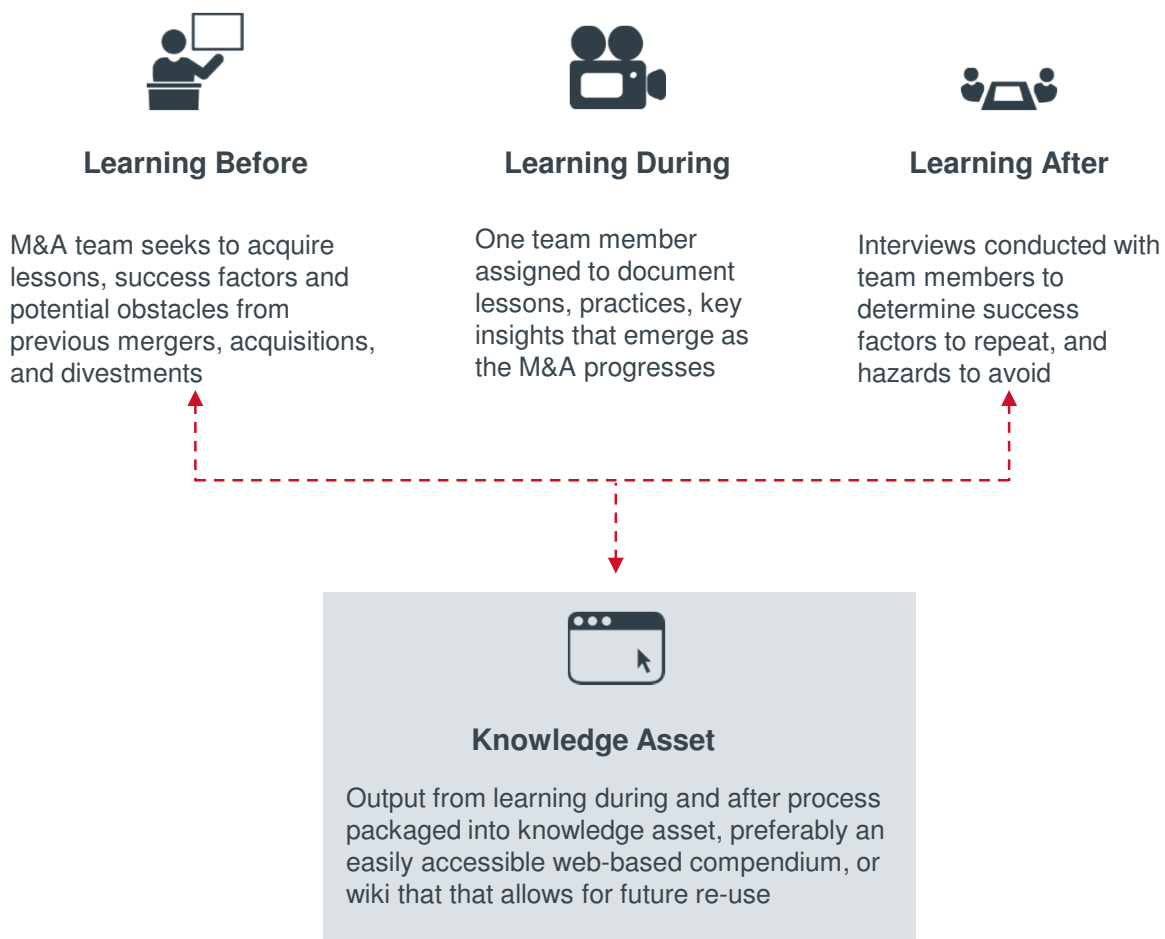 Learning Before
M&A team seeks to acquire
lessons, success factors and
potential obstacles from
previous mergers, acquisitions,
and divestments
Learning During
One team member
assigned to document
lessons, practices, key
insights that emerge as
the M&A progresses
Learning After
Interviews conducted with
team members to
determine success
factors to repeat, and
hazards to avoid
Knowledge Asset
Output from learning during and after process
packaged into knowledge asset, preferably an
easily accessible web-based compendium, or
wiki that that allows for future re-use